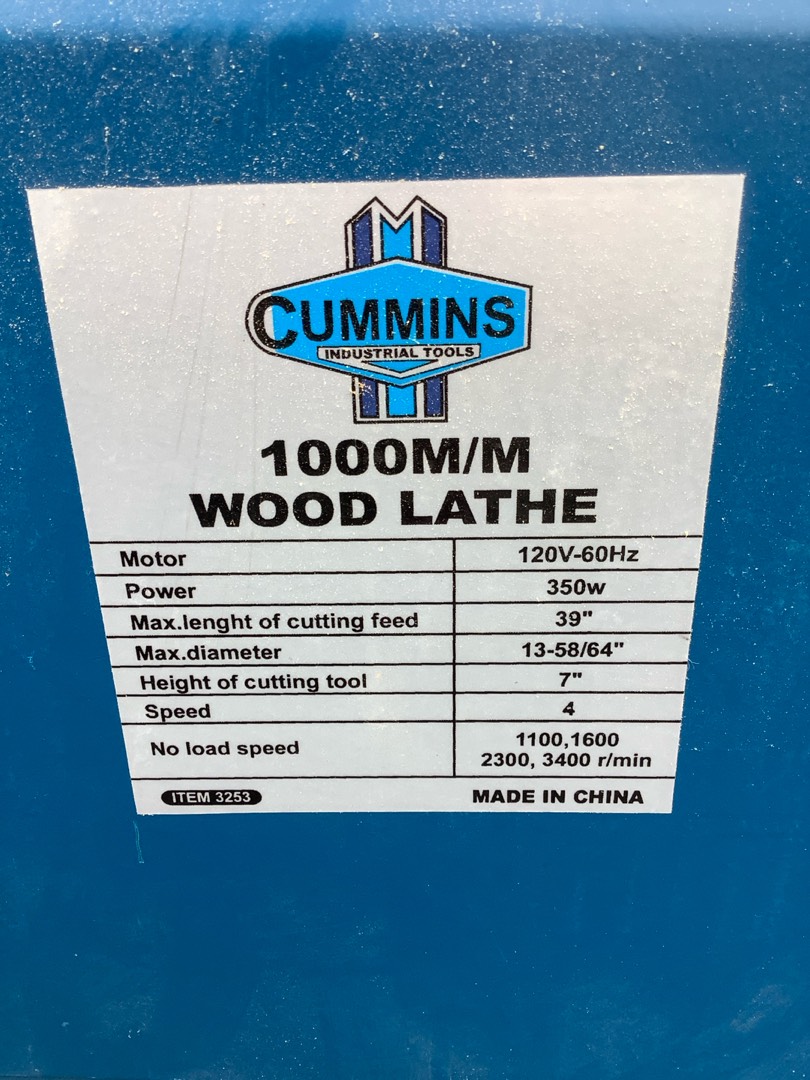 CUMMINS
INDUSTRIAL TOOLS
1000M/M
WOOD LATHE
Motor 120V-60Hz
Power 350w
Max.lenght of cutting feed 39"
Max.diameter 13-58/64"
Height of cutting tool 7"
Speed 4
No load speed 1100,1600
2300, 3400 r/min
ITEM 3253 MADE IN CHINA